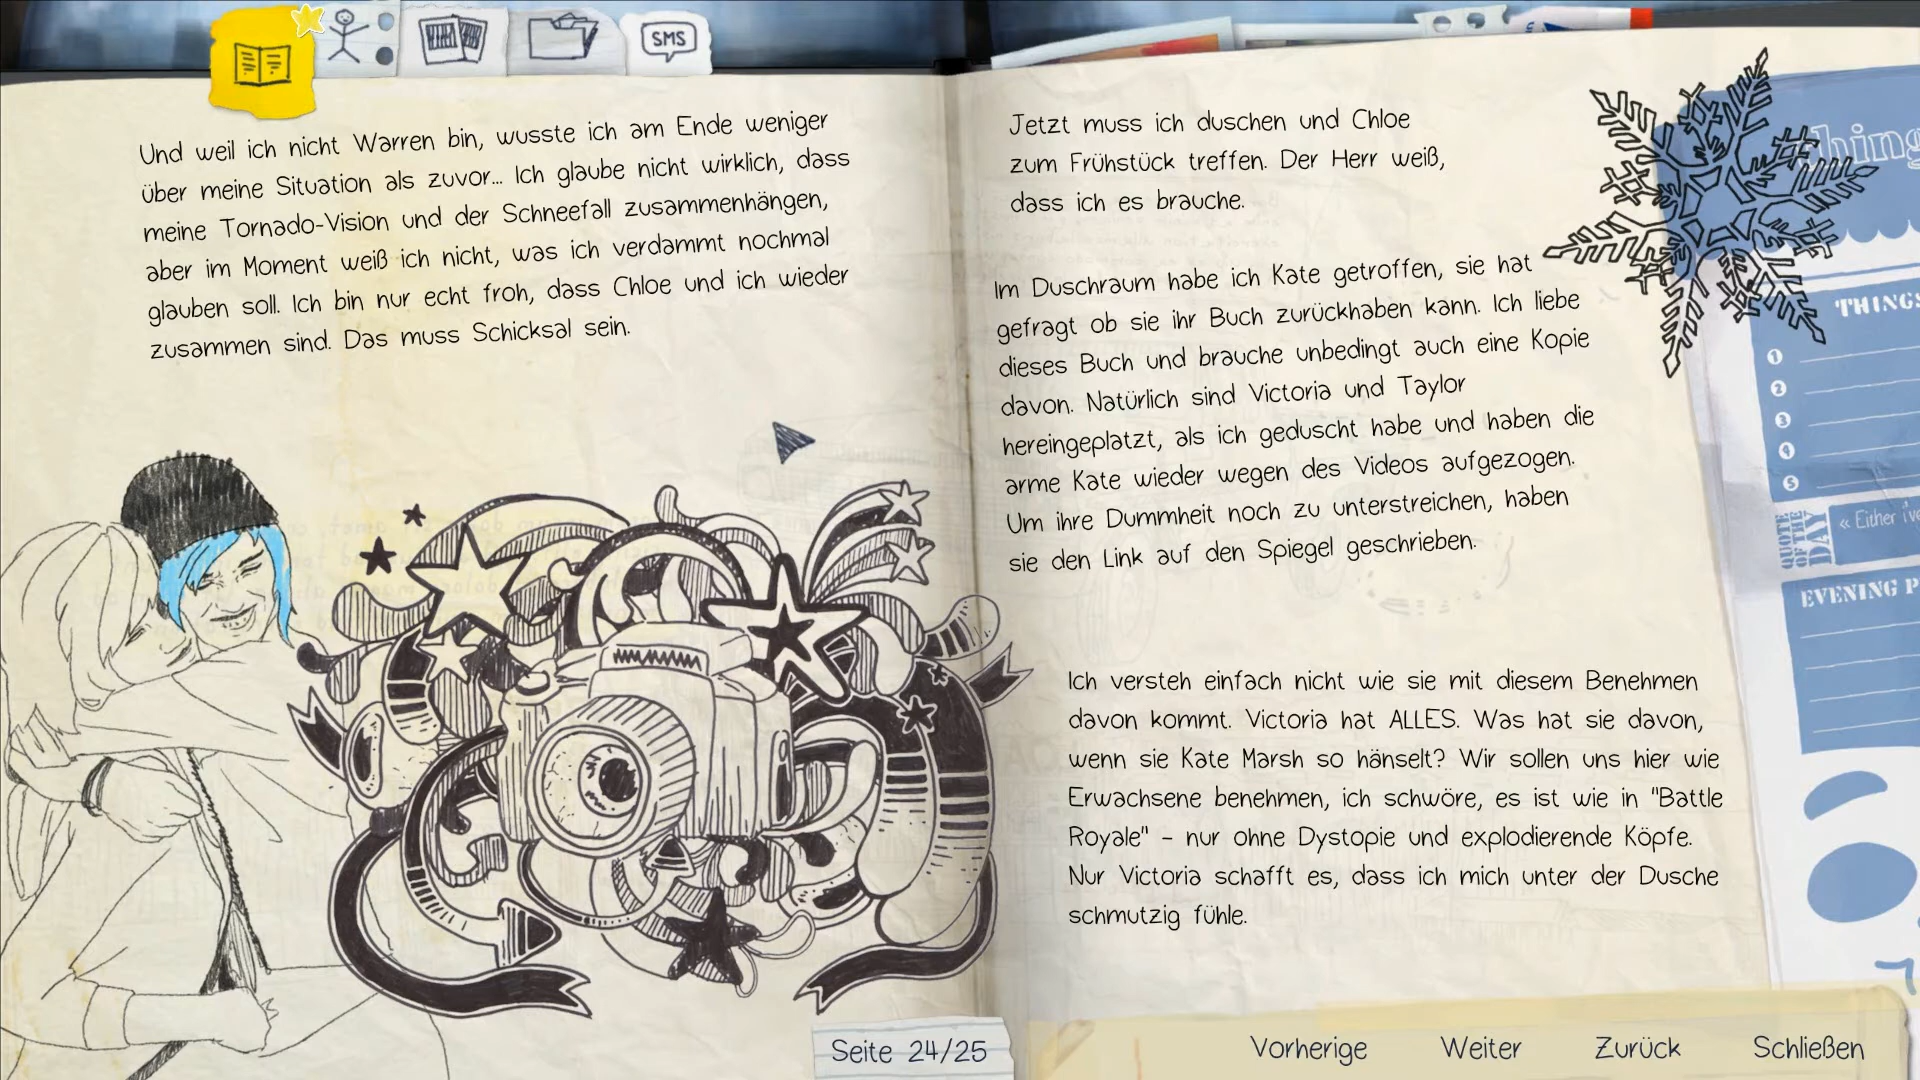 SMS
Und weil ich nicht Warren bin, wusste ich am Ende weniger
über meine Situation als zuvor... Ich glaube nicht wirklich, dass
meine Tornado-Vision und der Schneefall zusammenhängen,
aber im Moment weiß ich nicht, was ich verdammt nochmal
glauben soll. Ich bin nur echt froh, dass Chloe und ich wieder
zusammen sind. Das muss Schicksal sein.
Jetzt muss ich duschen und Chloe
zum Frühstück treffen. Der Herr weiß,
dass ich es brauche.
Im Duschraum habe ich Kate getroffen, sie hat
gefragt ob sie ihr Buch zurückhaben kann. Ich liebe
dieses Buch und brauche unbedingt auch eine Kopie
davon. Natürlich sind Victoria und Taylor
hereingeplatzt, als ich geduscht habe und haben die
arme Kate wieder wegen des Videos aufgezogen.
Um ihre Dummheit noch zu unterstreichen, haben
sie den Link auf den Spiegel geschrieben.
Ich versteh einfach nicht wie sie mit diesem Benehmen
davon kommt. Victoria hat ALLES. Was hat sie davon,
wenn sie Kate Marsh so hänselt? Wir sollen uns hier wie
Erwachsene benehmen, ich schwöre, es ist wie in "Battle
Royale" - nur ohne Dystopie und explodierende Köpfe.
Nur Victoria schafft es, dass ich mich unter der Dusche
schmutzig fühle.
THINGS
1
2
3
4
5
QUOTE OF THE DAY
« Either
EVENING P
Seite 24/25
Vorherige Weiter Zurück Schließen